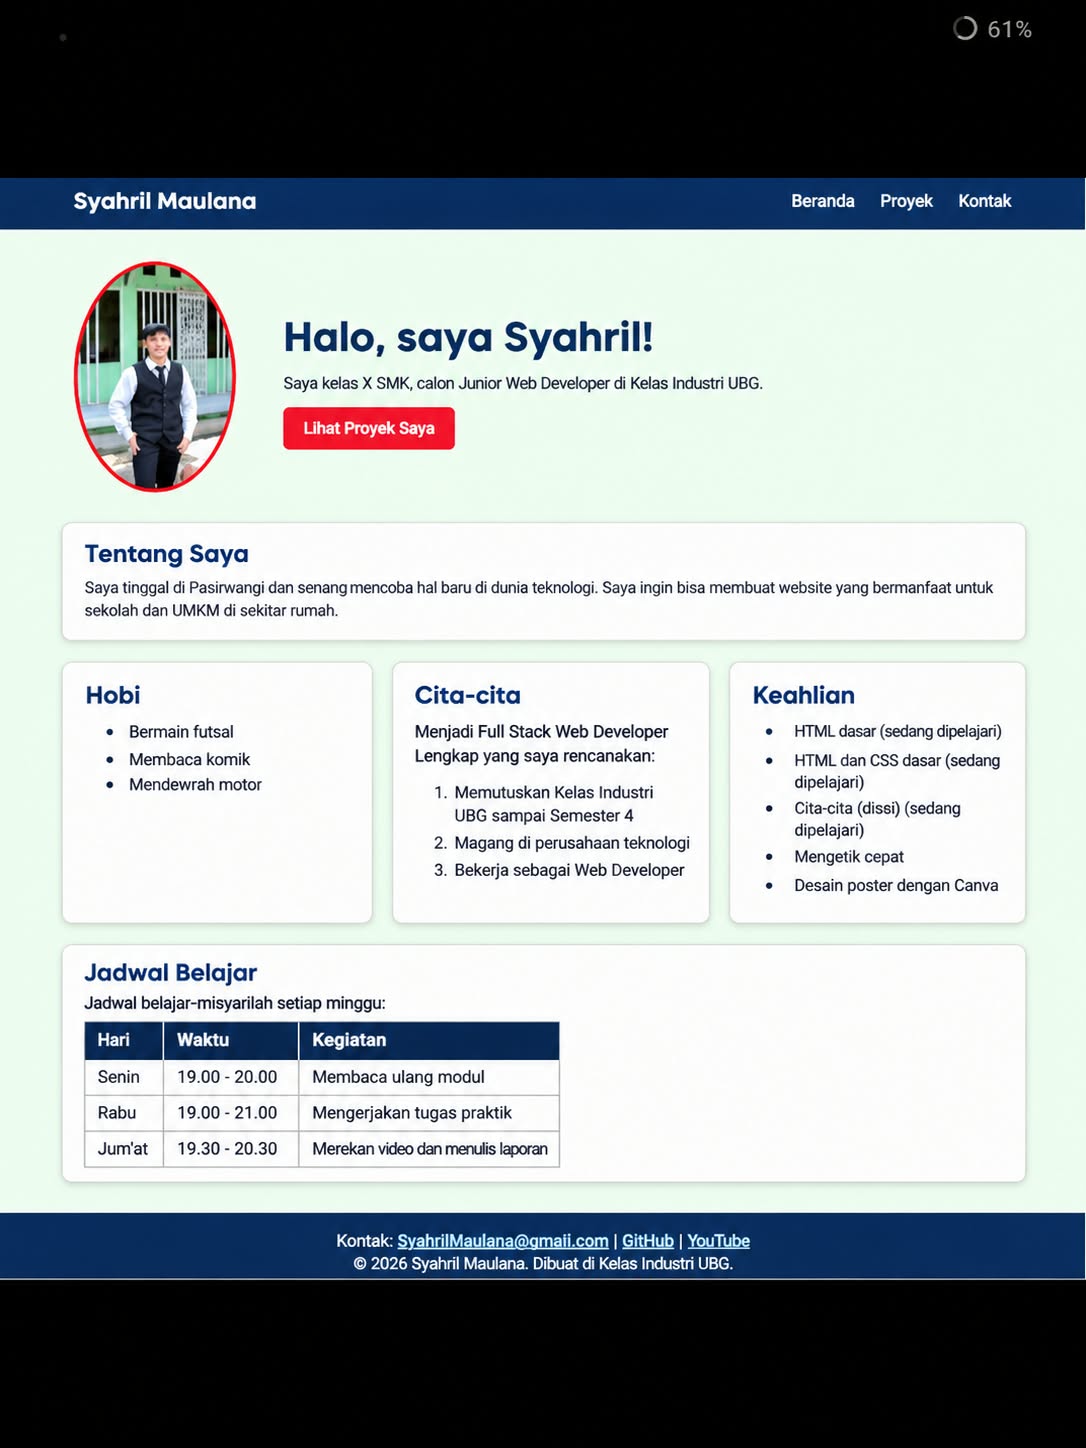 61%
Syahril Maulana
Beranda Proyek Kontak
Halo, saya Syahril!
Saya kelas X SMK, calon Junior Web Developer di Kelas Industri UBG.
Lihat Proyek Saya
Tentang Saya
Saya tinggal di Pasirwangi dan senang mencoba hal baru di dunia teknologi. Saya ingin bisa membuat website yang bermanfaat untuk
sekolah dan UMKM di sekitar rumah.
Hobi
• Bermain futsal
• Membaca komik
• Mendewrah motor
Cita-cita
Menjadi Full Stack Web Developer
Lengkap yang saya rencanakan:
1. Memutuskan Kelas Industri
UBG sampai Semester 4
2. Magang di perusahaan teknologi
3. Bekerja sebagai Web Developer
Keahlian
• HTML dasar (sedang dipelajari)
• HTML dan CSS dasar (sedang
dipelajari)
• Cita-cita (dissi) (sedang
dipelajari)
• Mengetik cepat
• Desain poster dengan Canva
Jadwal Belajar
Jadwal belajar-misyarilah setiap minggu:
Hari Waktu Kegiatan
Senin 19.00 - 20.00 Membaca ulang modul
Rabu 19.00 - 21.00 Mengerjakan tugas praktik
Jum'at 19.30 - 20.30 Merekan video dan menulis laporan
Kontak: SyahrilMaulana@gmaii.com | GitHub | YouTube
© 2026 Syahril Maulana. Dibuat di Kelas Industri UBG.